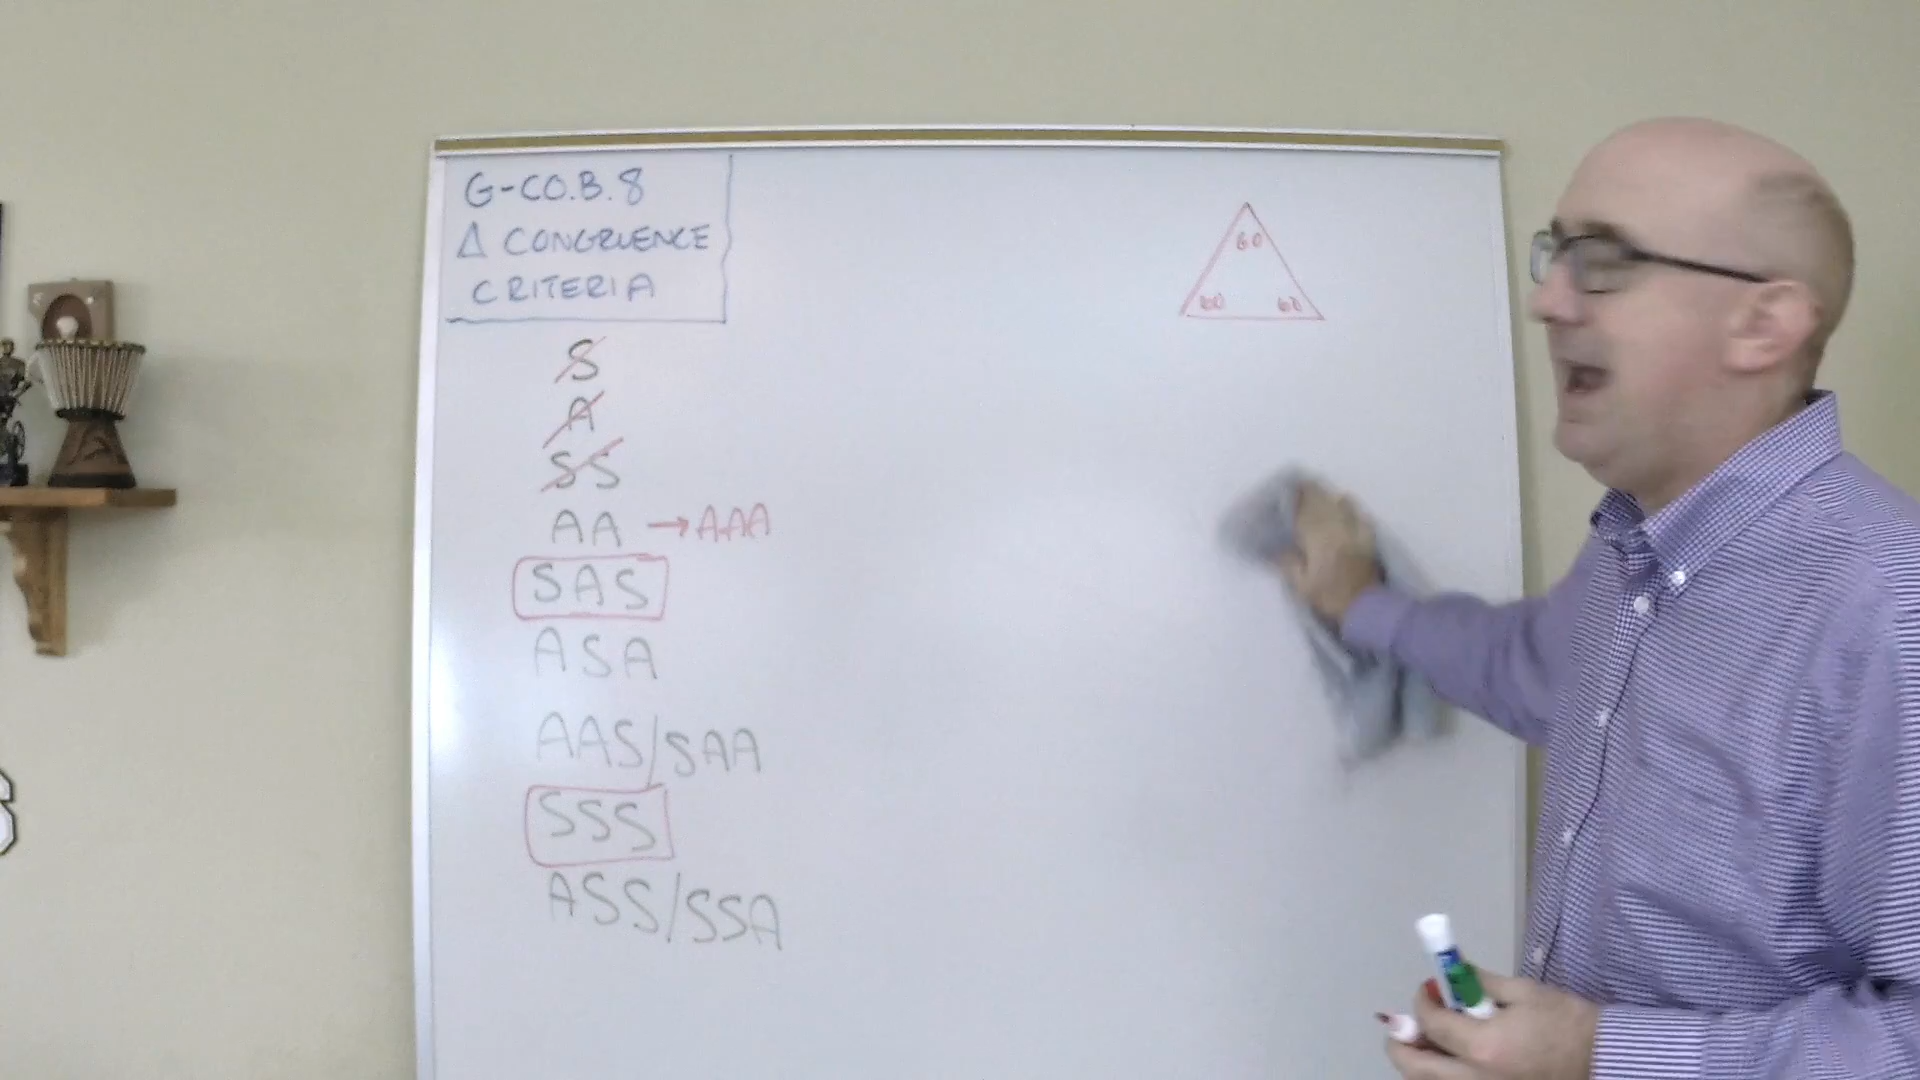 G-CO.B.8
Δ CONGRUENCE
CRITERIA
S
A
SS
AA → AAA
SAS
ASA
AAS/SAA
SSS
ASS/SSA
60
60 60